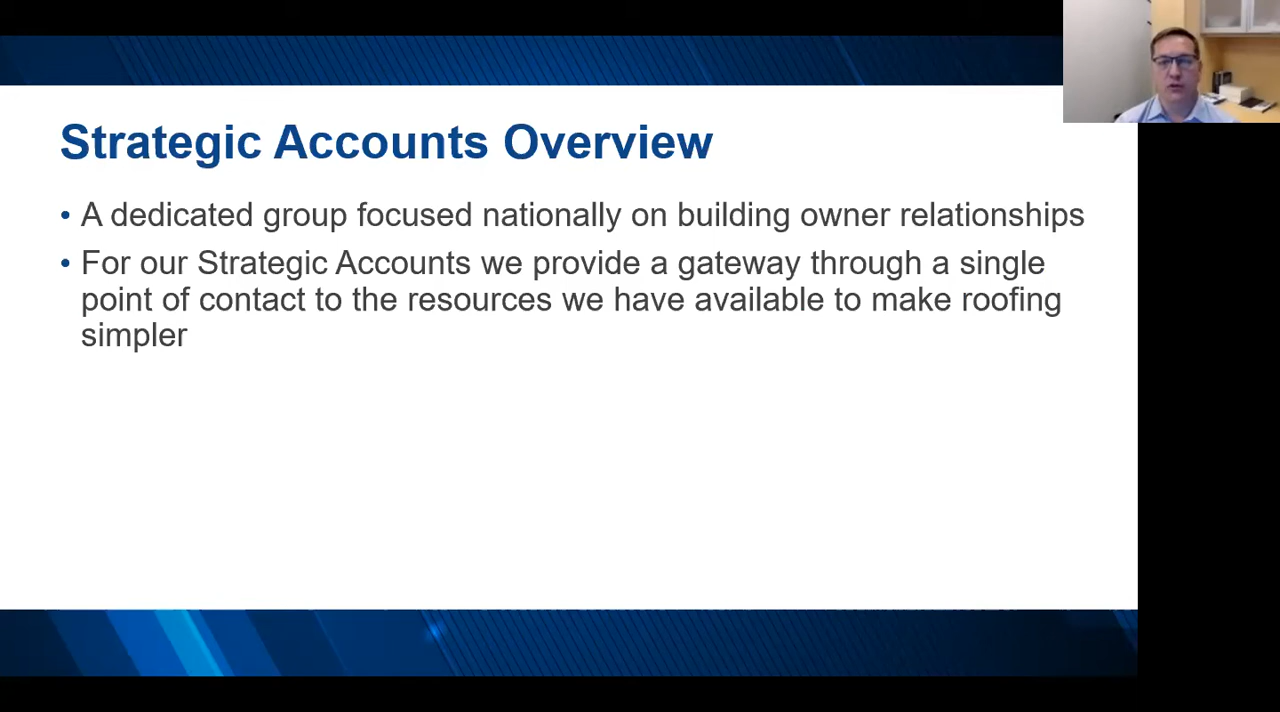 Strategic Accounts Overview
• A dedicated group focused nationally on building owner relationships
• For our Strategic Accounts we provide a gateway through a single
point of contact to the resources we have available to make roofing
simpler